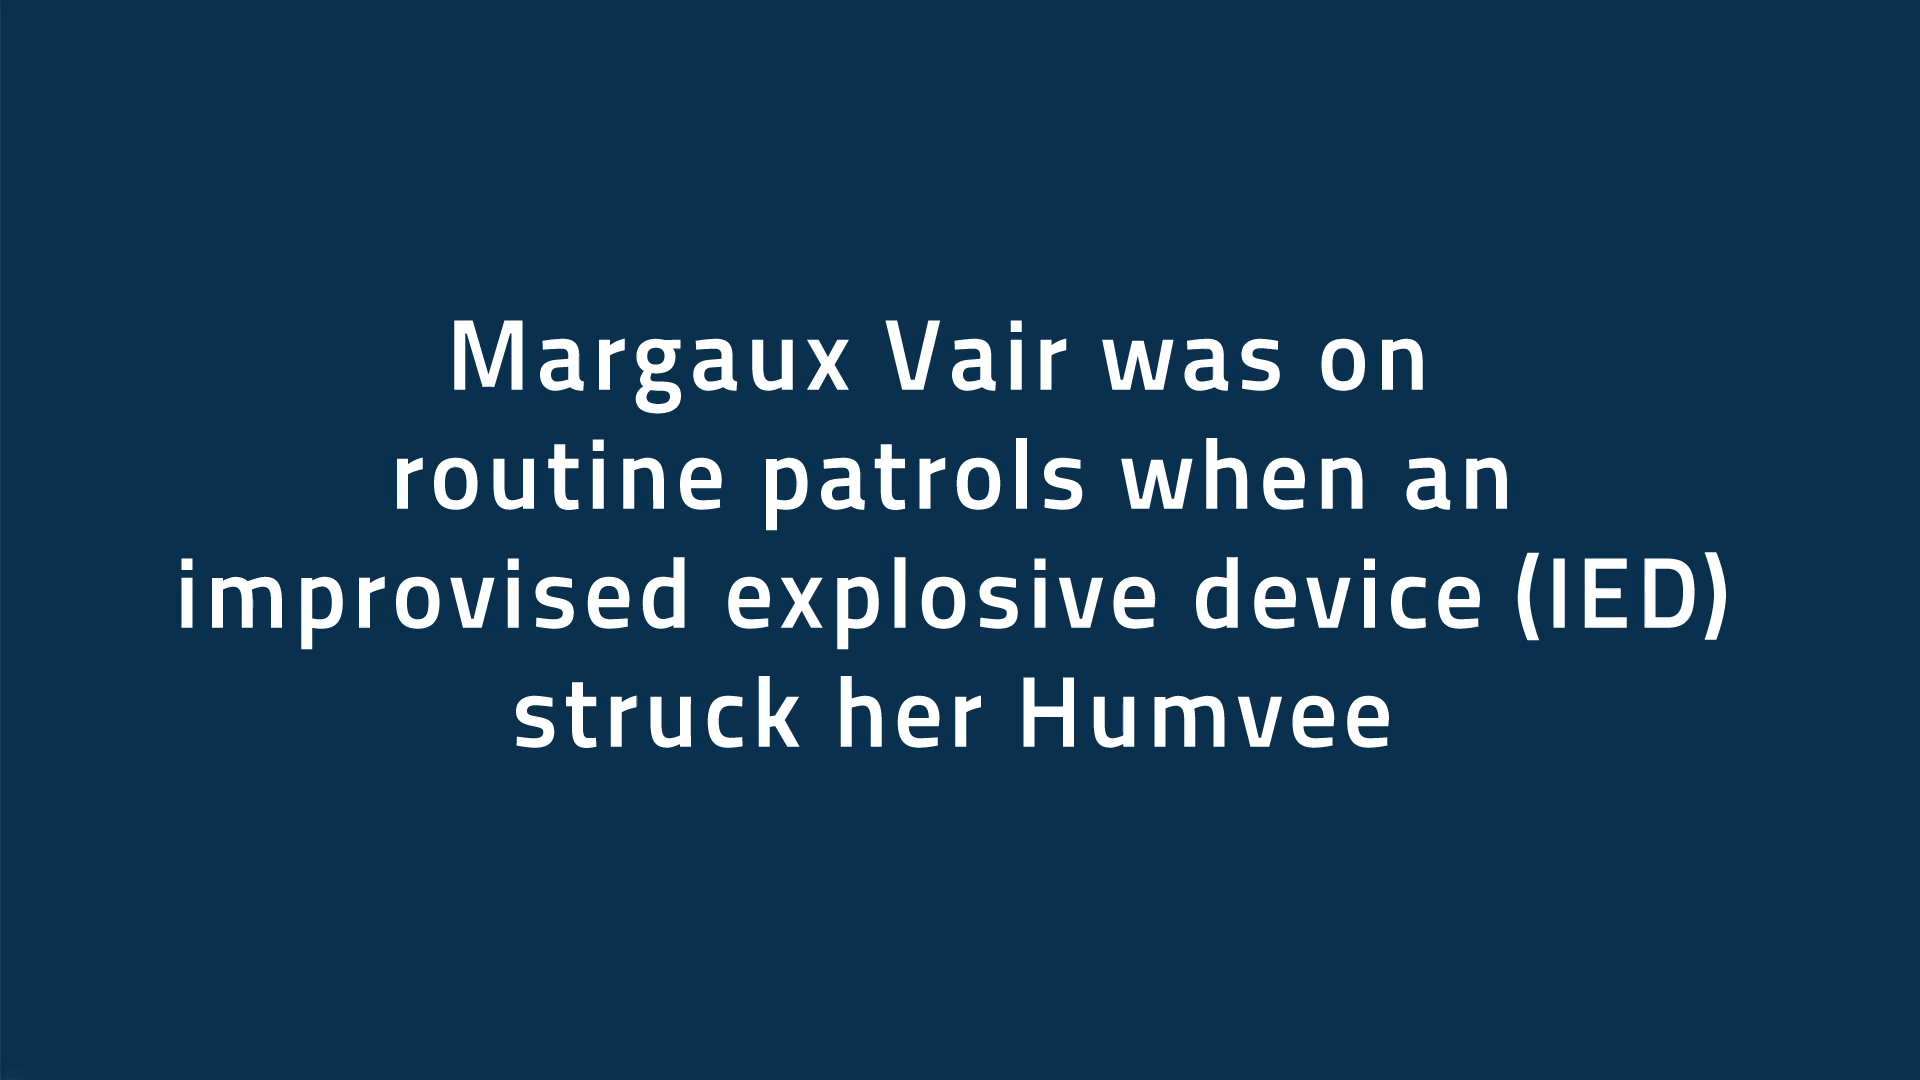 Margaux Vair was on
routine patrols when an
improvised explosive device (IED)
struck her Humvee